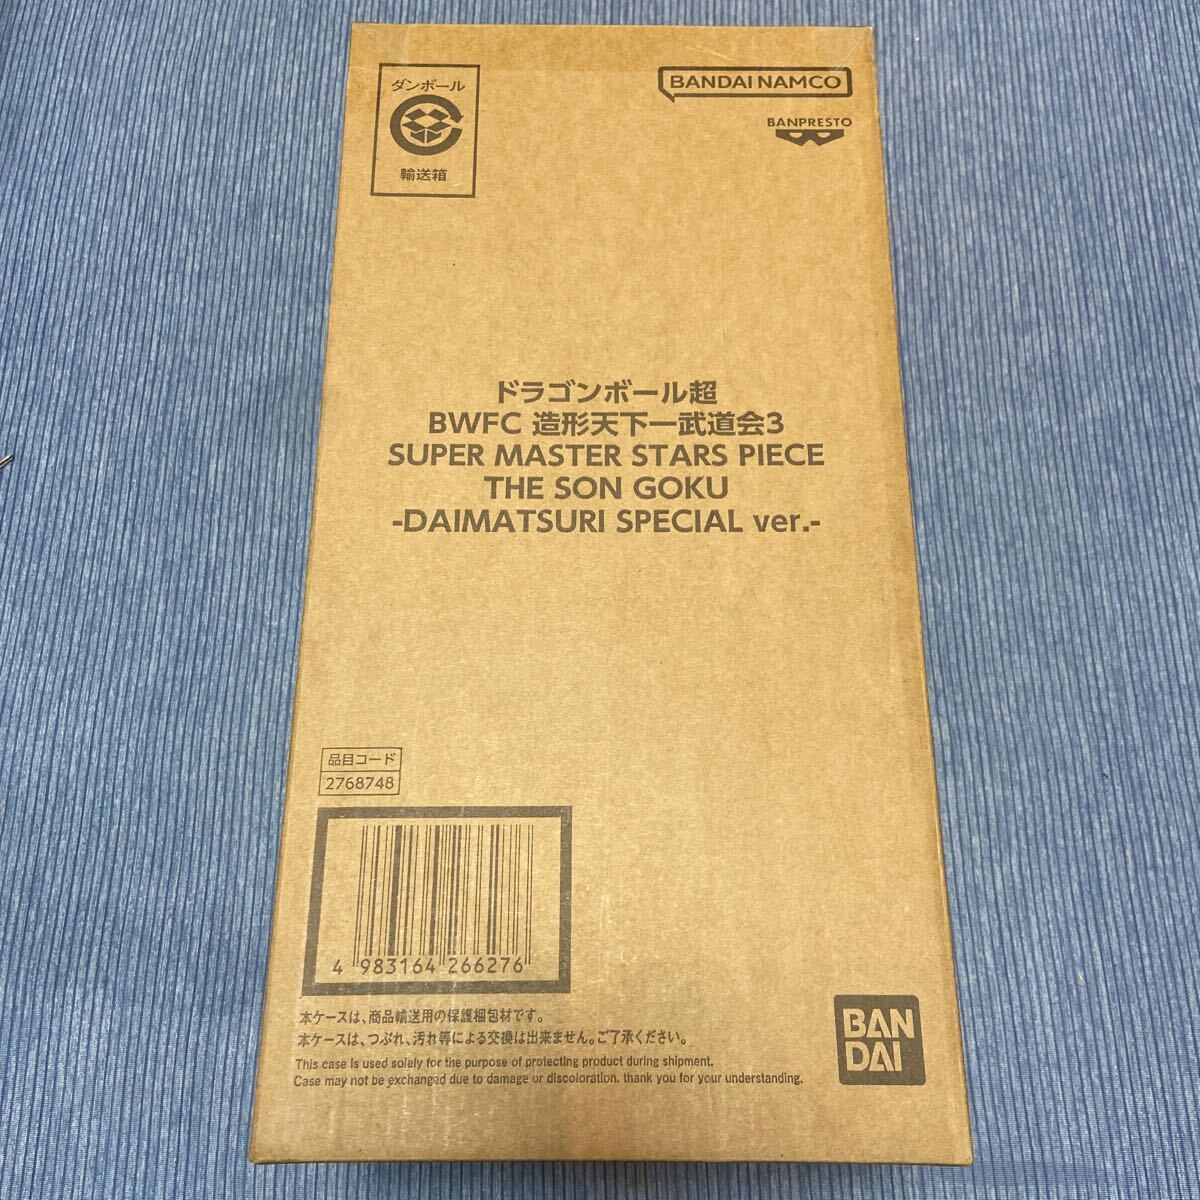 ダンボール
輸送箱
BANDAI NAMCO
BANPRESTO
ドラゴンボール超
BWFC 造形天下一武道会3
SUPER MASTER STARS PIECE
THE SON GOKU
-DAIMATSURI SPECIAL ver.-
品目コード
2768748
4 983164 266276
本ケースは、商品輸送用の保護梱包材です。
本ケースは、つぶれ、汚れ等による交換は出来ません。ご了承ください。
This case is used solely for the purpose of protecting product during shipment.
Case may not be exchanged due to damage or discoloration. thank you for your understanding.
BAN
DAI